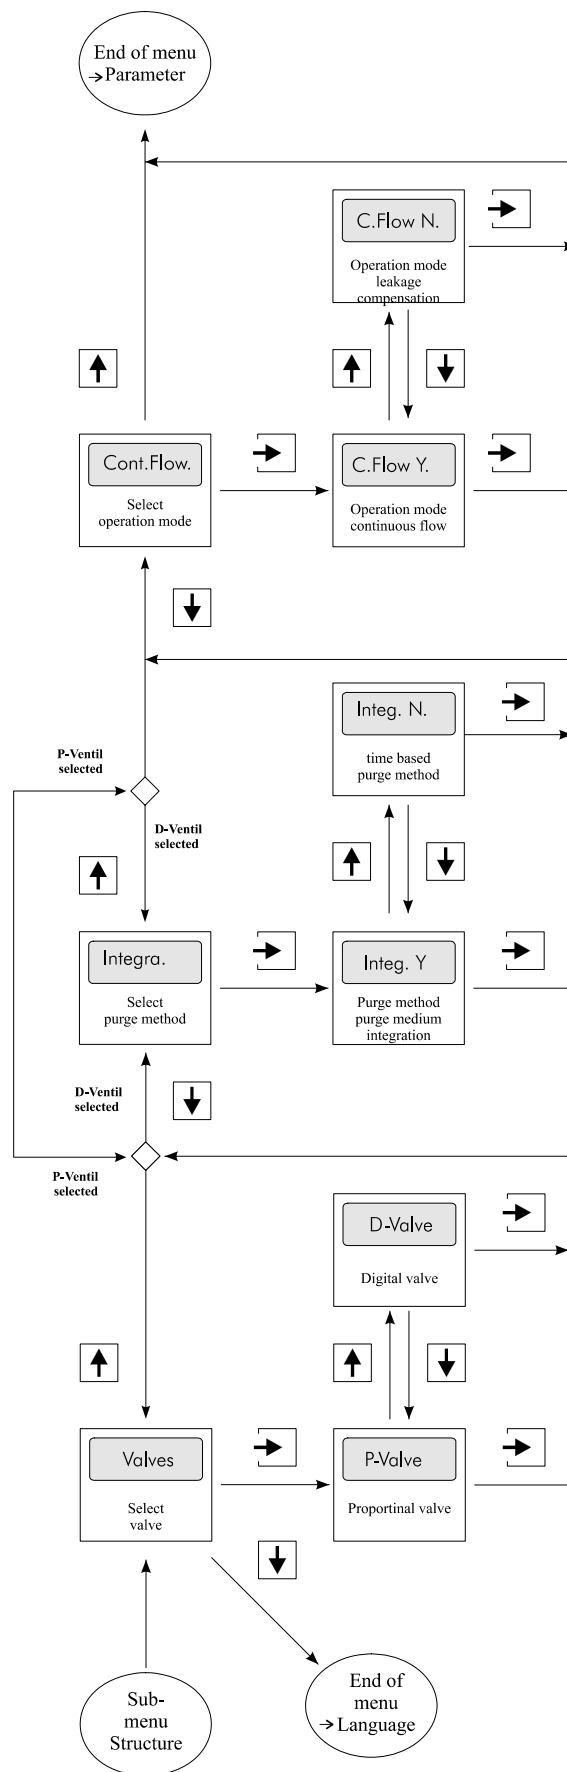 End of menu
→ Parameter
C.Flow N.
Operation mode
leakage
compensation
Cont.Flow.
Select
operation mode
C.Flow Y.
Operation mode
continuous flow
Integ. N.
time based
purge method
P-Ventil
selected
D-Ventil
selected
Integra.
Select
purge method
Integ. Y
Purge method
purge medium
integration
D-Ventil
selected
P-Ventil
selected
D-Valve
Digital valve
Valves
Select
valve
P-Valve
Proportinal valve
Sub-
menu
Structure
End of
menu
→ Language